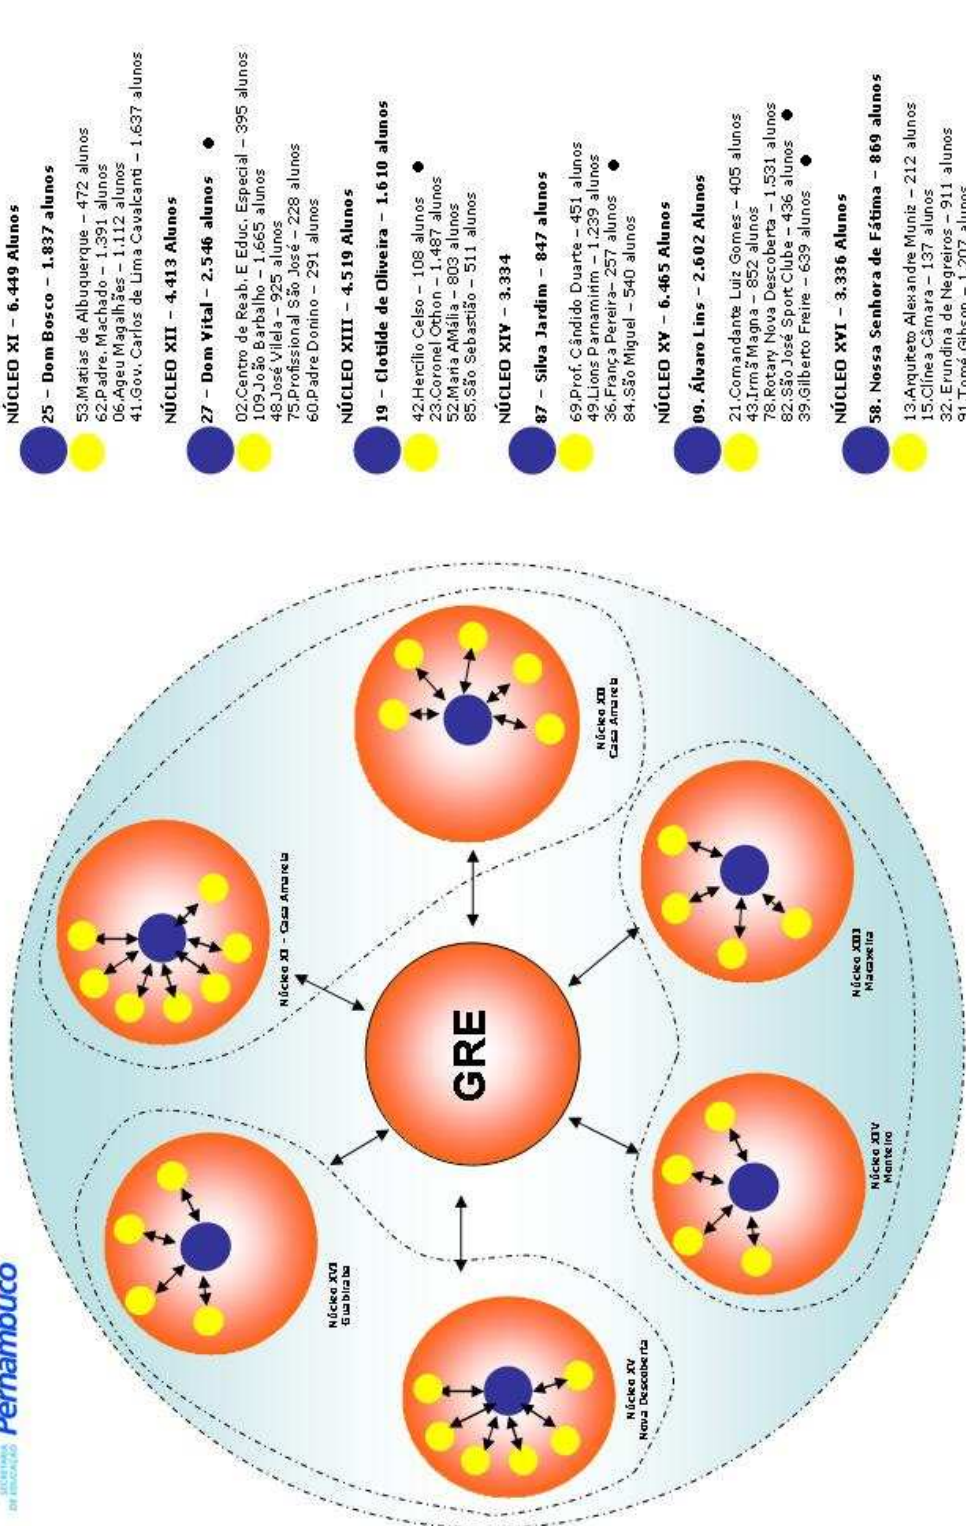 SECRETARIA
DE EDUCAÇÃO
Pernambuco
Núcleo XVI
Guabiraba
Núcleo XI - Casa Amarela
Núcleo XV
Nova Descoberta
GRE
Núcleo XII
Casa Amarela
Núcleo XIV
Monteiro
Núcleo XIII
Macaxeira
NÚCLEO XI – 6.449 Alunos
25 – Dom Bosco – 1.837 alunos
53.Matias de Albuquerque – 472 alunos
62.Padre. Machado – 1.391 alunos
06.Ageu Magalhães – 1.112 alunos
41.Gov. Carlos de Lima Cavalcanti – 1.637 alunos
NÚCLEO XII – 4.413 Alunos
27 – Dom Vital – 2.546 alunos
02.Centro de Reab. E Educ. Especial – 395 alunos
109.João Barbalho – 1.665 alunos
48.José Vilela – 925 alunos
75.Profissional São José – 228 alunos
60.Padre Donino – 291 alunos
NÚCLEO XIII – 4.519 Alunos
19 – Clotilde de Oliveira – 1.610 alunos
42.Hercílio Celso – 108 alunos
23.Coronel Othon – 1.487 alunos
52.Maria AMália – 803 alunos
85.São Sebastião – 511 alunos
NÚCLEO XIV – 3.334
87 – Silva Jardim – 847 alunos
69.Prof. Cândido Duarte – 451 alunos
49.Lions Parnamirim – 1.239 alunos
36.França Pereira– 257 alunos
84.São Miguel – 540 alunos
NÚCLEO XV – 6.465 Alunos
09. Álvaro Lins – 2.602 Alunos
21.Comandante Luiz Gomes – 405 alunos
43.Irmã Magna – 852 alunos
78.Rotary Nova Descoberta – 1.531 alunos
82.São José Sport Clube – 436 alunos
39.Gilberto Freire – 639 alunos
NÚCLEO XVI – 3.336 Alunos
58. Nossa Senhora de Fátima – 869 alunos
13.Arquiteto Alexandre Muniz – 212 alunos
15.Clínea Câmara – 137 alunos
32. Erundina de Negreiros – 911 alunos
91.Tomé Gibson – 1.207 alunos